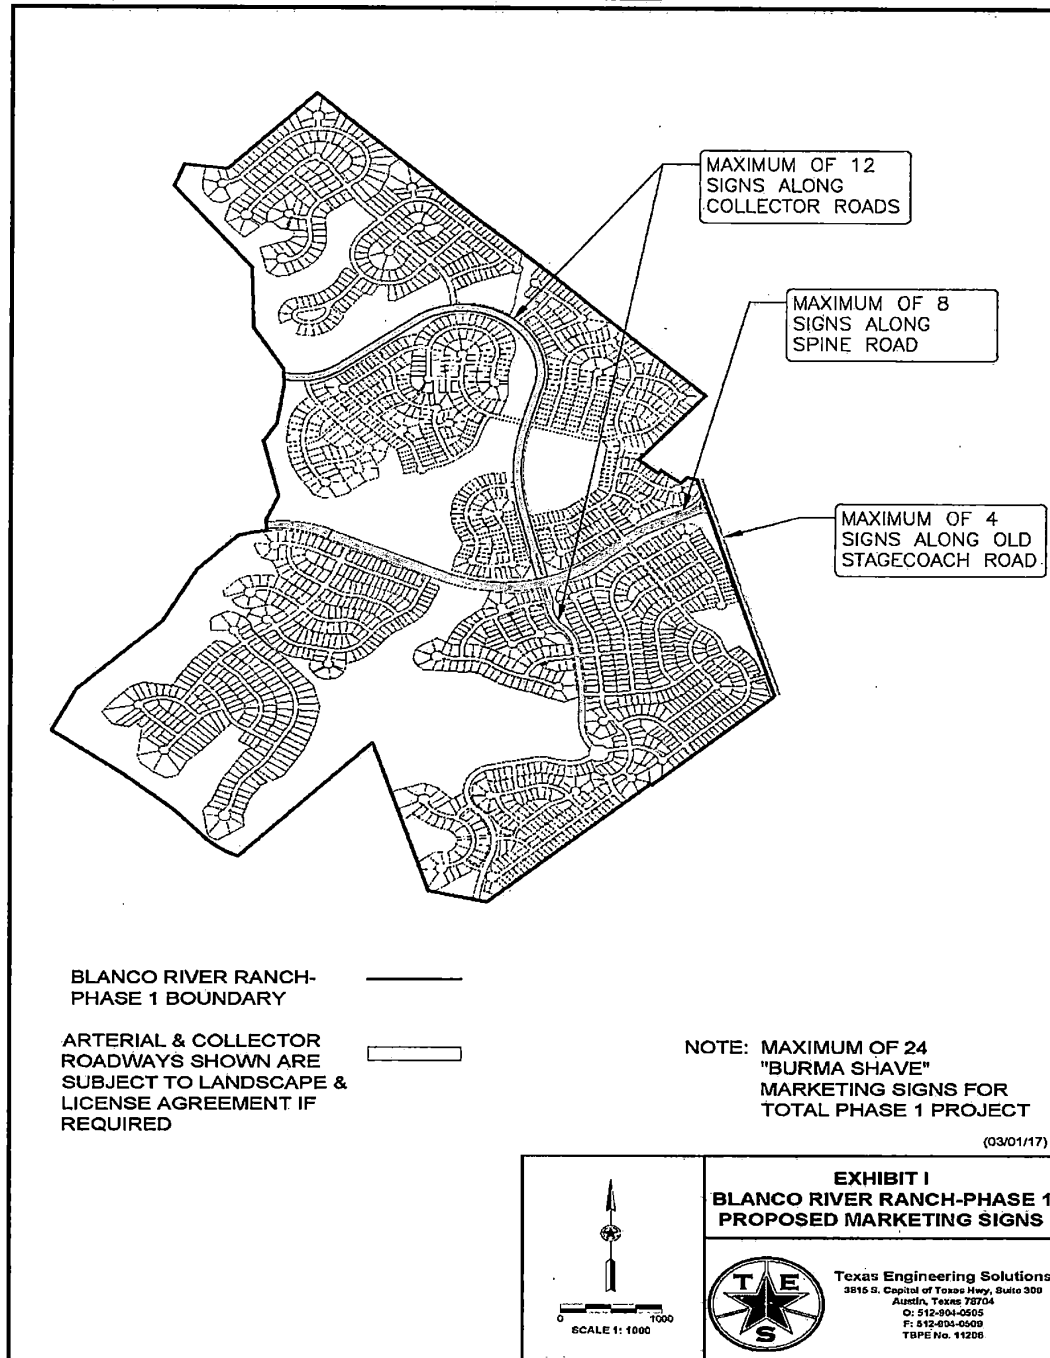 MAXIMUM OF 12
SIGNS ALONG
COLLECTOR ROADS
MAXIMUM OF 8
SIGNS ALONG
SPINE ROAD
MAXIMUM OF 4
SIGNS ALONG OLD
STAGECOACH ROAD
BLANCO RIVER RANCH-
PHASE 1 BOUNDARY
ARTERIAL & COLLECTOR
ROADWAYS SHOWN ARE
SUBJECT TO LANDSCAPE &
LICENSE AGREEMENT IF
REQUIRED
NOTE: MAXIMUM OF 24
"BURMA SHAVE"
MARKETING SIGNS FOR
TOTAL PHASE 1 PROJECT
(03/01/17)
EXHIBIT I
BLANCO RIVER RANCH-PHASE 1
PROPOSED MARKETING SIGNS
0 1000
SCALE 1: 1000
T E
S
Texas Engineering Solutions
3815 S. Capital of Texas Hwy, Suite 300
Austin, Texas 78704
O: 512-904-0505
F: 512-904-0509
TBPE No. 11206